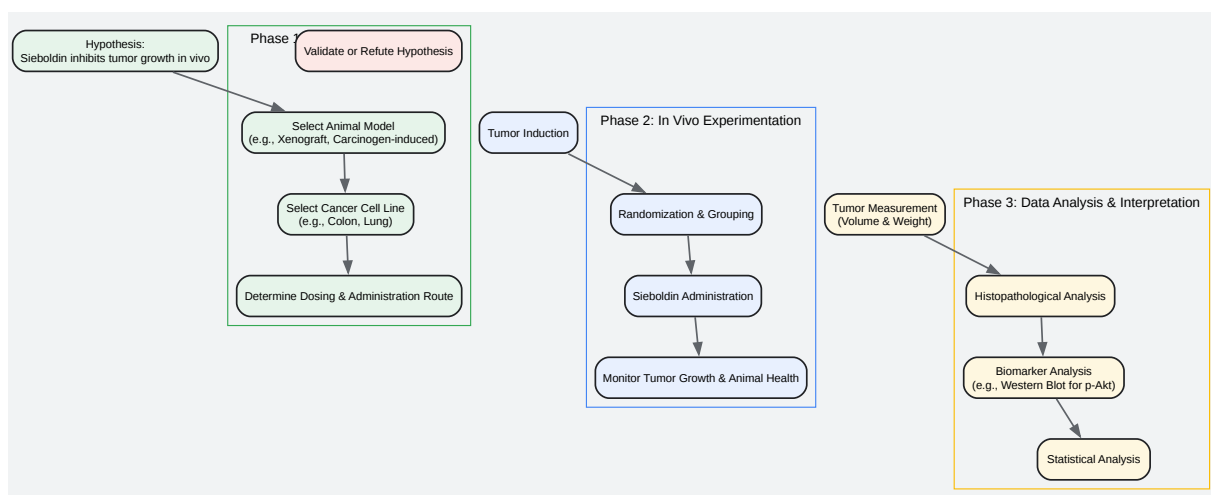 Hypothesis:
Sieboldin inhibits tumor growth in vivo
Phase 1
Validate or Refute Hypothesis
Select Animal Model
(e.g., Xenograft, Carcinogen-induced)
Select Cancer Cell Line
(e.g., Colon, Lung)
Determine Dosing & Administration Route
Tumor Induction
Phase 2: In Vivo Experimentation
Randomization & Grouping
Sieboldin Administration
Monitor Tumor Growth & Animal Health
Tumor Measurement
(Volume & Weight)
Phase 3: Data Analysis & Interpretation
Histopathological Analysis
Biomarker Analysis
(e.g., Western Blot for p-Akt)
Statistical Analysis